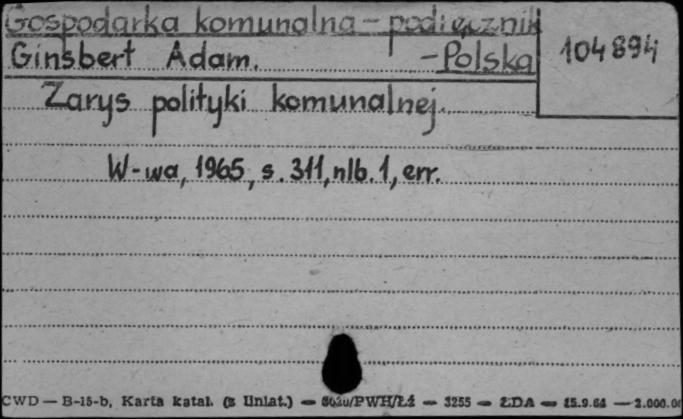 Gospodarka komunalna - podręcznik
Ginsbert Adam. - Polska
104894
Zarys polityki komunalnej.
W-wa, 1965, s. 311, nlb. 1, err.
CWD — B-15-b, Karta katal. (z Uniat.) — PWH/Łź — 3255 — ŁDA — 15.9.64 — 2.000.00